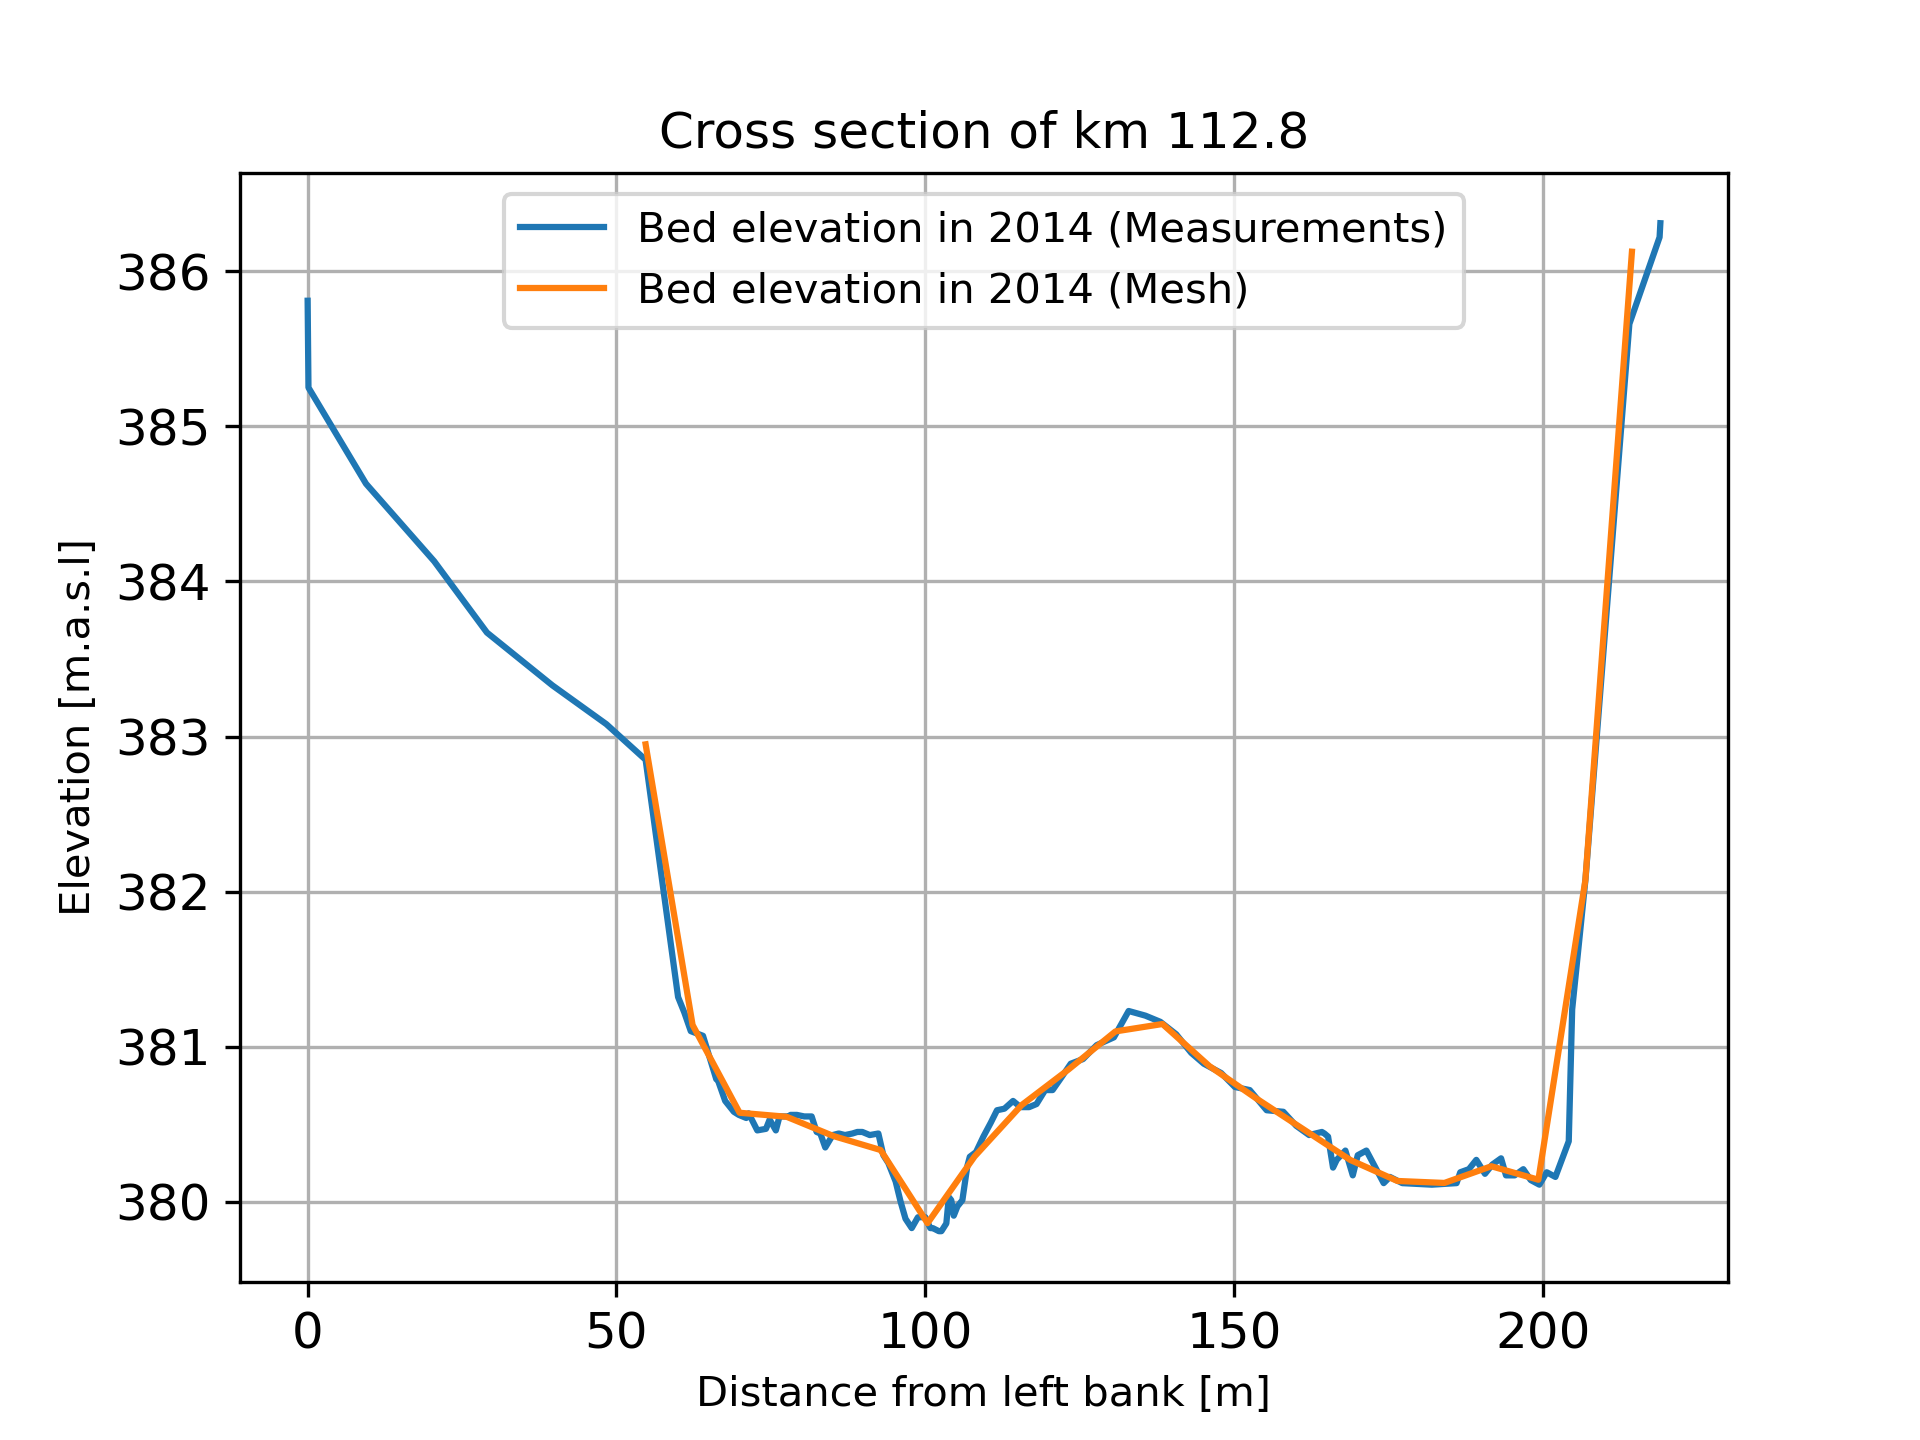 Cross section of km 112.8
Bed elevation in 2014 (Measurements)
Bed elevation in 2014 (Mesh)
386
385
384
383
382
381
380
Elevation [m.a.s.l]
0 50 100 150 200
Distance from left bank [m]